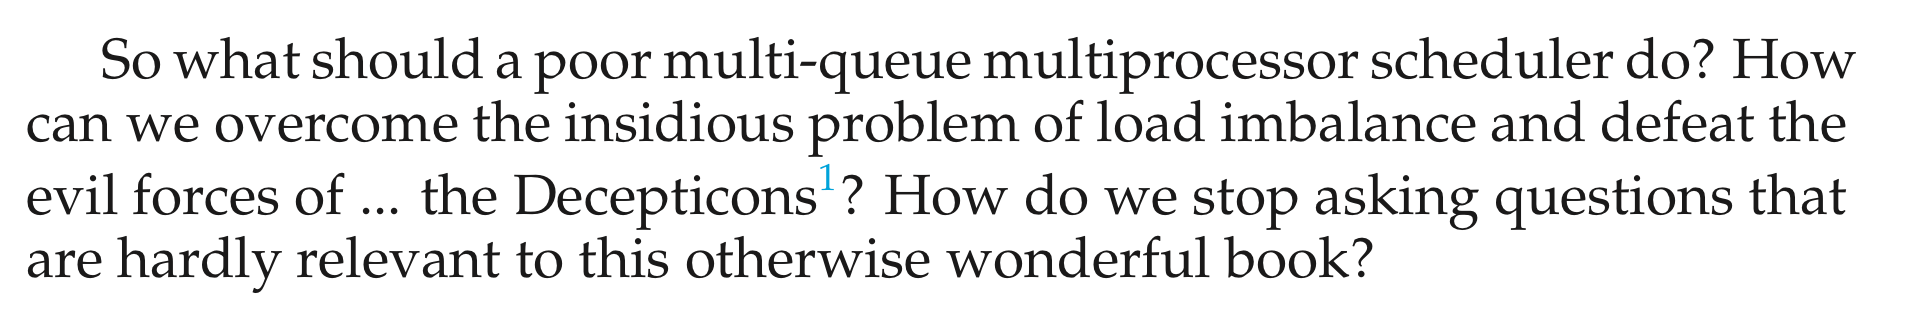 So what should a poor multi-queue multiprocessor scheduler do? How
can we overcome the insidious problem of load imbalance and defeat the
evil forces of ... the Decepticons1? How do we stop asking questions that
are hardly relevant to this otherwise wonderful book?